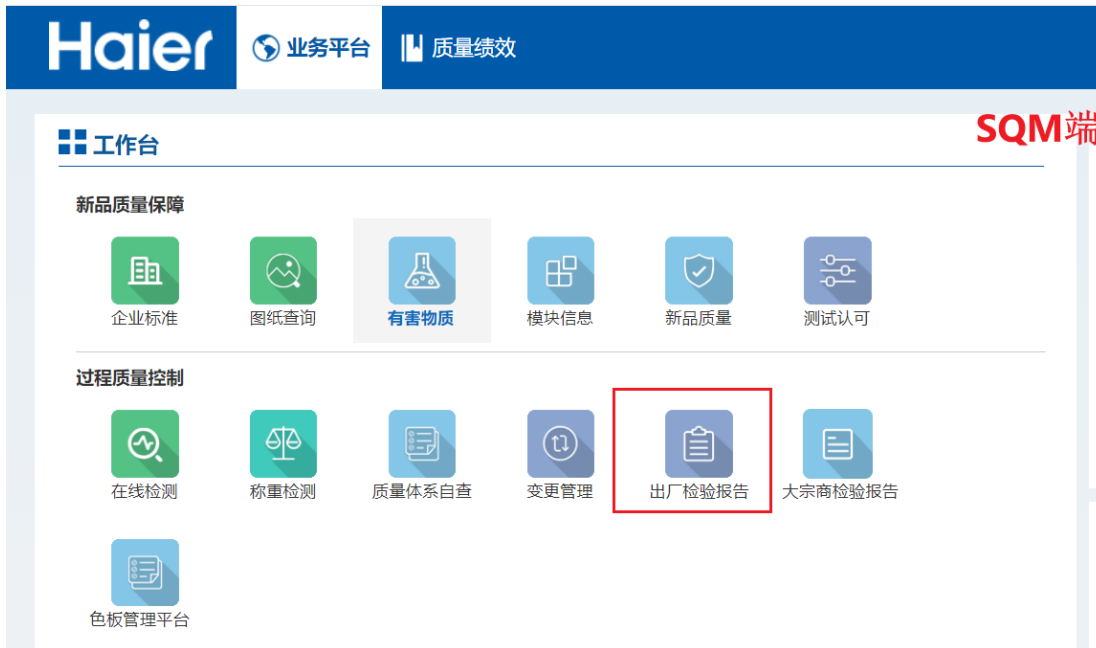 Haier 业务平台 质量绩效
SQM端
工作台
新品质量保障
企业标准 图纸查询 有害物质 模块信息 新品质量 测试认可
过程质量控制
在线检测 称重检测 质量体系自查 变更管理 出厂检验报告 大宗商检验报告
色板管理平台